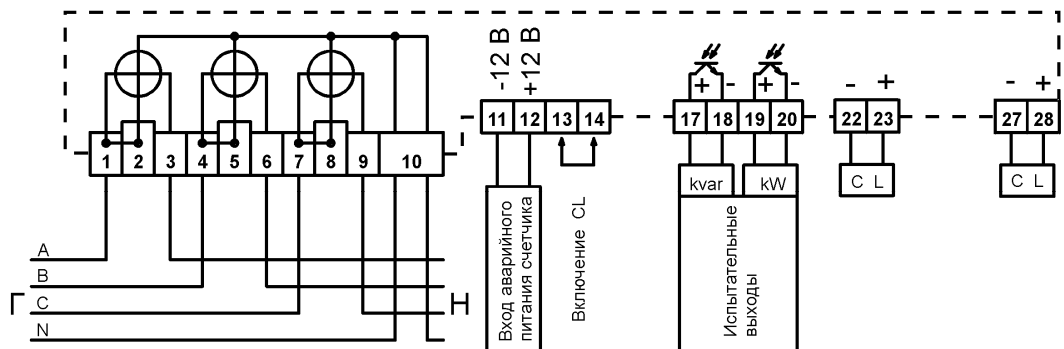 -12 В
+12 В
- +
- +
+ - + -
1 2 3 4 5 6 7 8 9 10
11 12 13 14
17 18 19 20
22 23
27 28
kvar
kW
C L
C L
Вход аварийного
питания счетчика
Включение CL
Испытательные
выходы
A
B
Г C Н
N